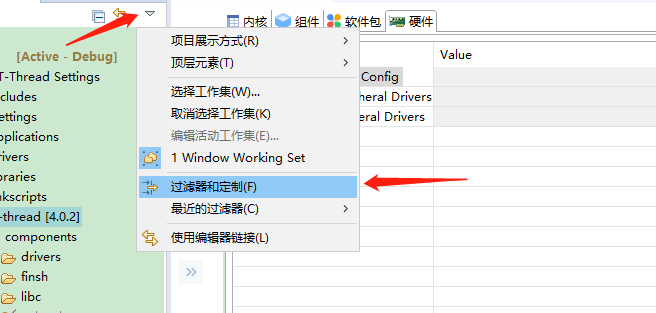 内核 组件 软件包 硬件
[Active - Debug]
T-Thread Settings
cludes
ettings
plications
rivers
raries
nkscripts
-thread [4.0.2]
components
drivers
finsh
libc
项目展示方式(R)
顶层元素(T)
选择工作集(W)...
取消选择工作集(K)
编辑活动工作集(E)...
1 Window Working Set
过滤器和定制(F)
最近的过滤器(C)
使用编辑器链接(L)
Value
Config
heral Drivers
eral Drivers